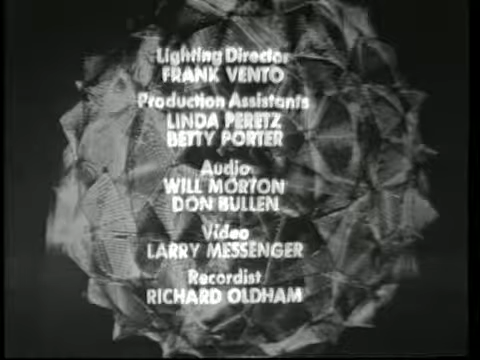 Lighting Director
FRANK VENTO
Production Assistants
LINDA PERETZ
BETTY PORTER
Audio
WILL MORTON
DON BULLEN
Video
LARRY MESSENGER
Recordist
RICHARD OLDHAM